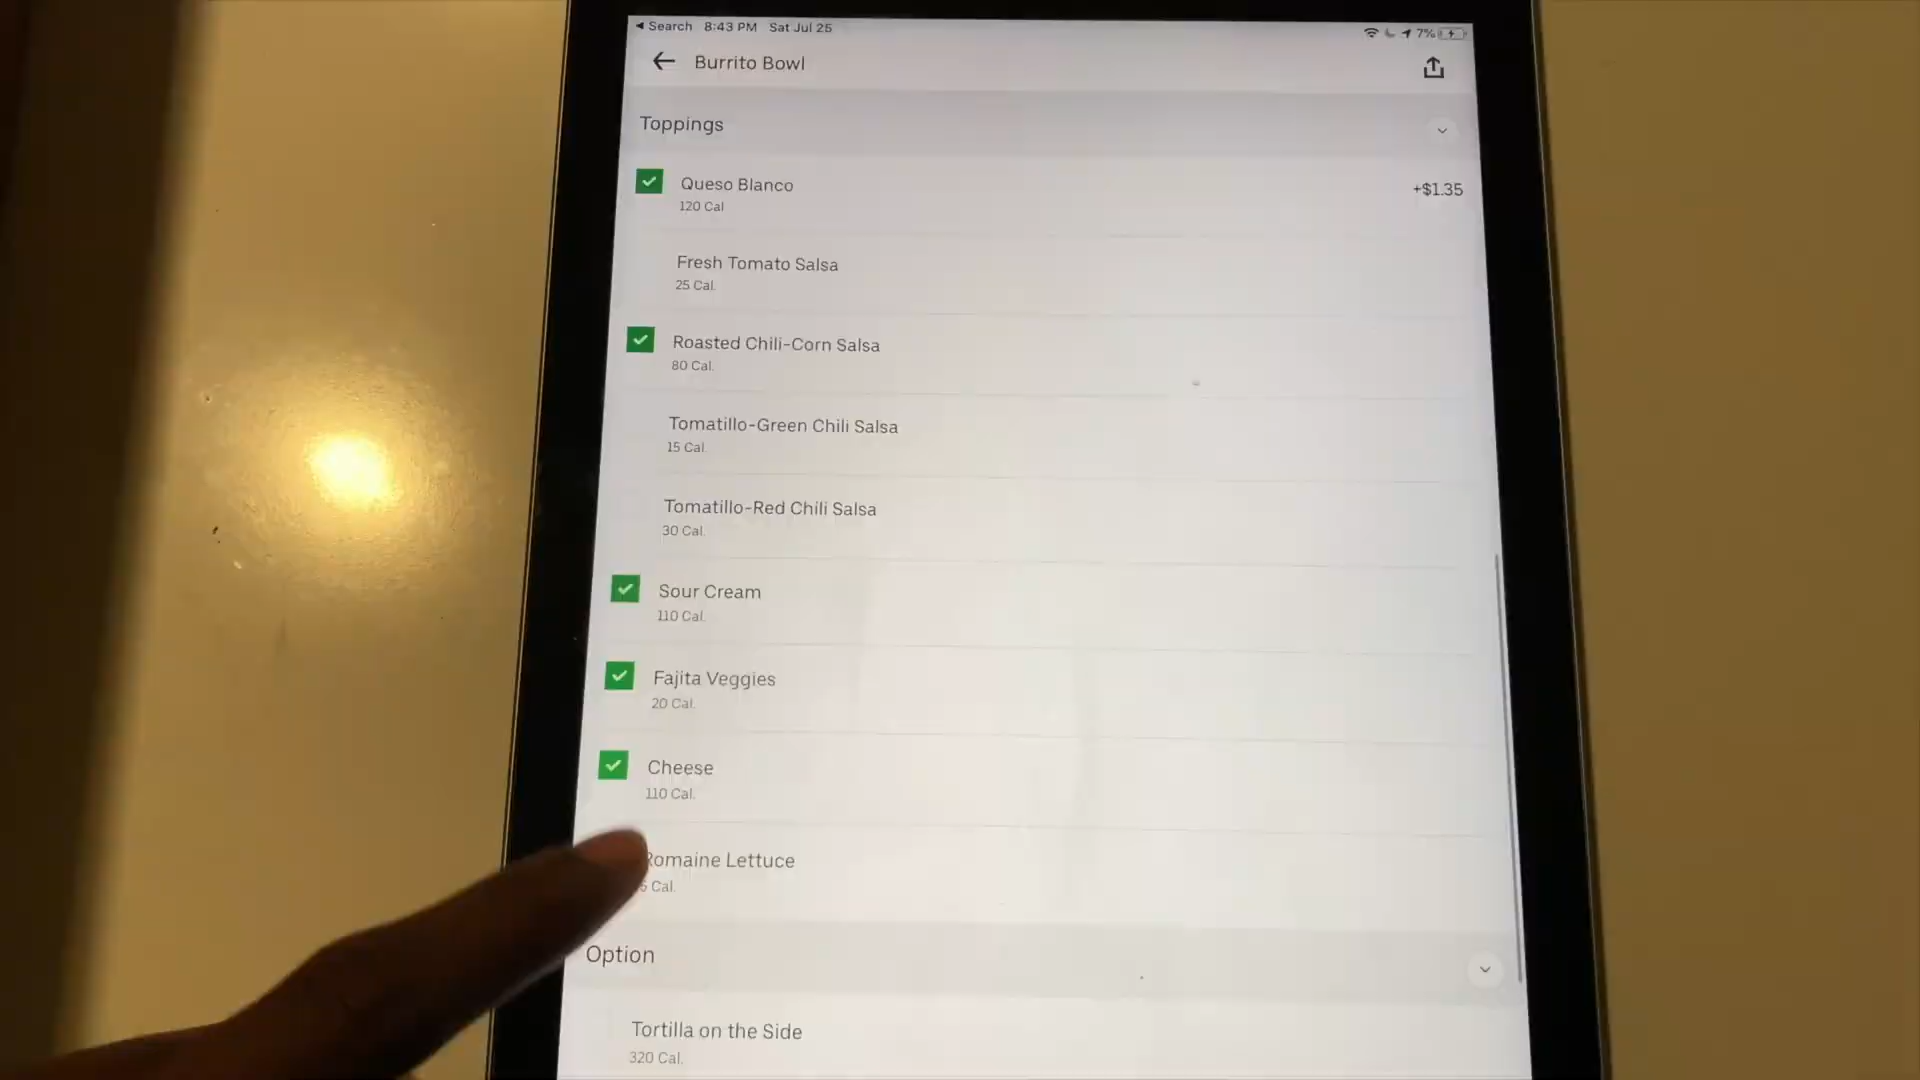 Search 8:43 PM Sat Jul 25 7%
Burrito Bowl
Toppings
Queso Blanco +$1.35
120 Cal
Fresh Tomato Salsa
25 Cal.
Roasted Chili-Corn Salsa
80 Cal.
Tomatillo-Green Chili Salsa
15 Cal.
Tomatillo-Red Chili Salsa
30 Cal.
Sour Cream
110 Cal.
Fajita Veggies
20 Cal.
Cheese
110 Cal.
Romaine Lettuce
5 Cal.
Option
Tortilla on the Side
320 Cal.